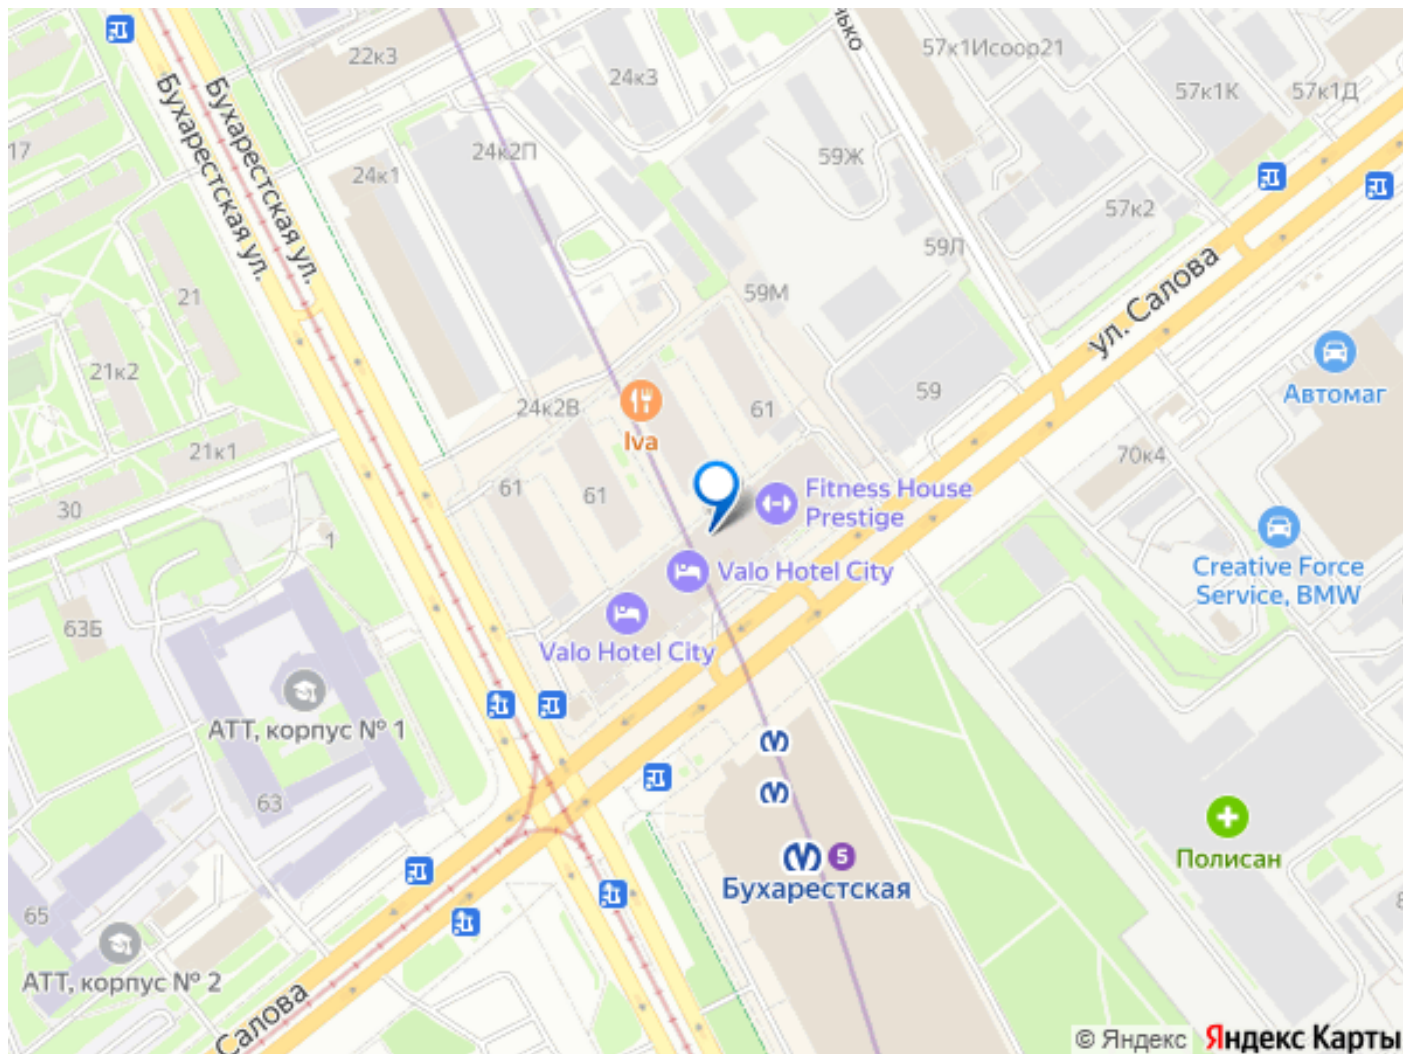 22к3
24к3
57к1Исоор21
57к1К
57к1Д
Бухарестская ул.
Бухарестская ул.
17
24к2П
59Ж
24к1
57к2
59Л
ул. Салова
21
59М
21к2
Автомаг
24к2В
61
59
Iva
21к1
70к4
61
61
Fitness House
Prestige
30
1
Valo Hotel City
Creative Force
Service, BMW
63Б
Valo Hotel City
АТТ, корпус № 1
63
Полисан
5
Бухарестская
65
АТТ, корпус № 2
Салова
© Яндекс
Яндекс Карты